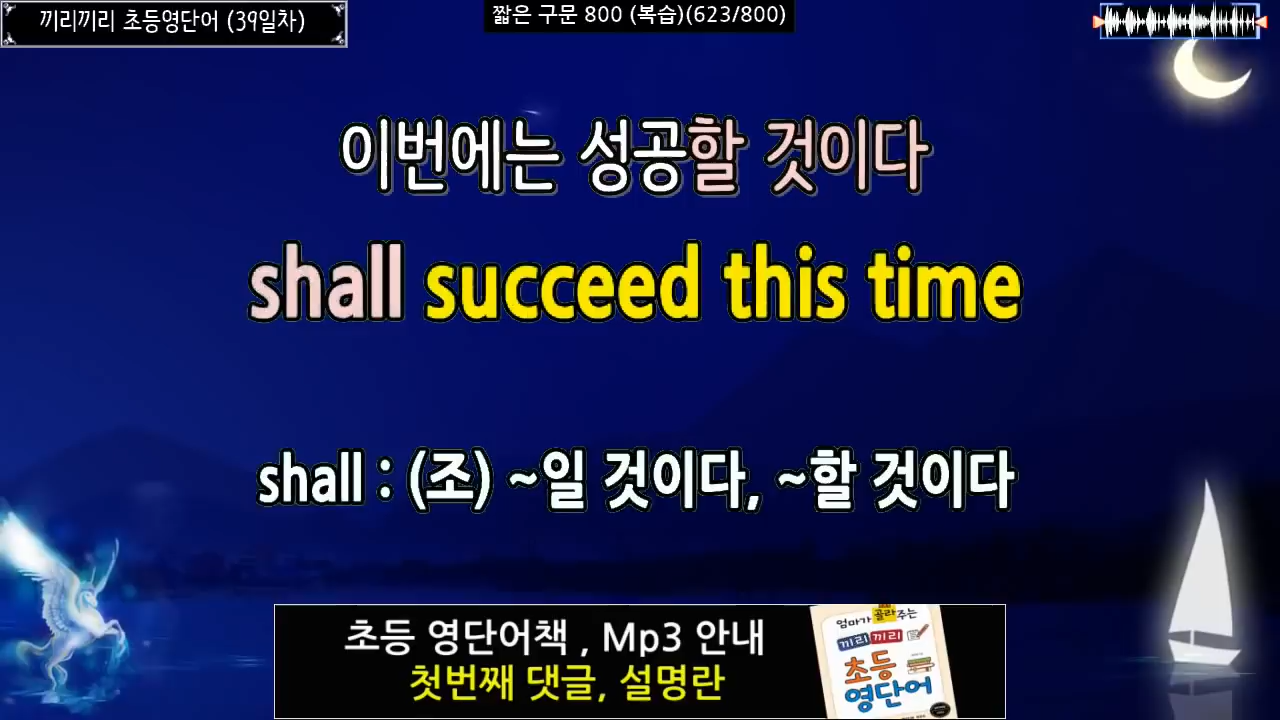 끼리끼리 초등영단어 (39일차)
짧은 구문 800 (복습)(623/800)
이번에는 성공할 것이다
shall succeed this time
shall : (조) ~일 것이다, ~할 것이다
초등 영단어책 , Mp3 안내
첫번째 댓글, 설명란
엄마가 골라주는
끼리끼리
초등
영단어